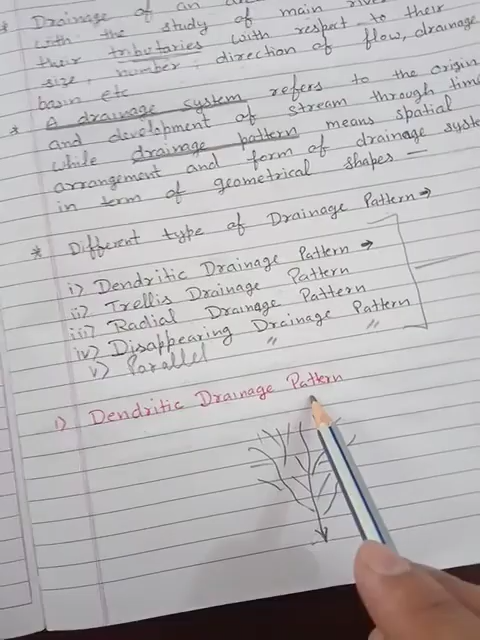 * Drainage of an
with the study of main
their tributaries with respect to their
size, number, direction of flow, drainage
basin etc
* A drainage system refers to the origin
and development of stream through time
while drainage pattern means spatial
arrangement and form of drainage syste
in term of geometrical shapes —
* Different type of Drainage Pattern →
i) Dendritic Drainage Pattern →
ii) Trellis Drainage Pattern
iii) Radial Drainage Pattern
iv) Disappearing Drainage Pattern
v) Parallel " "
i) Dendritic Drainage Pattern